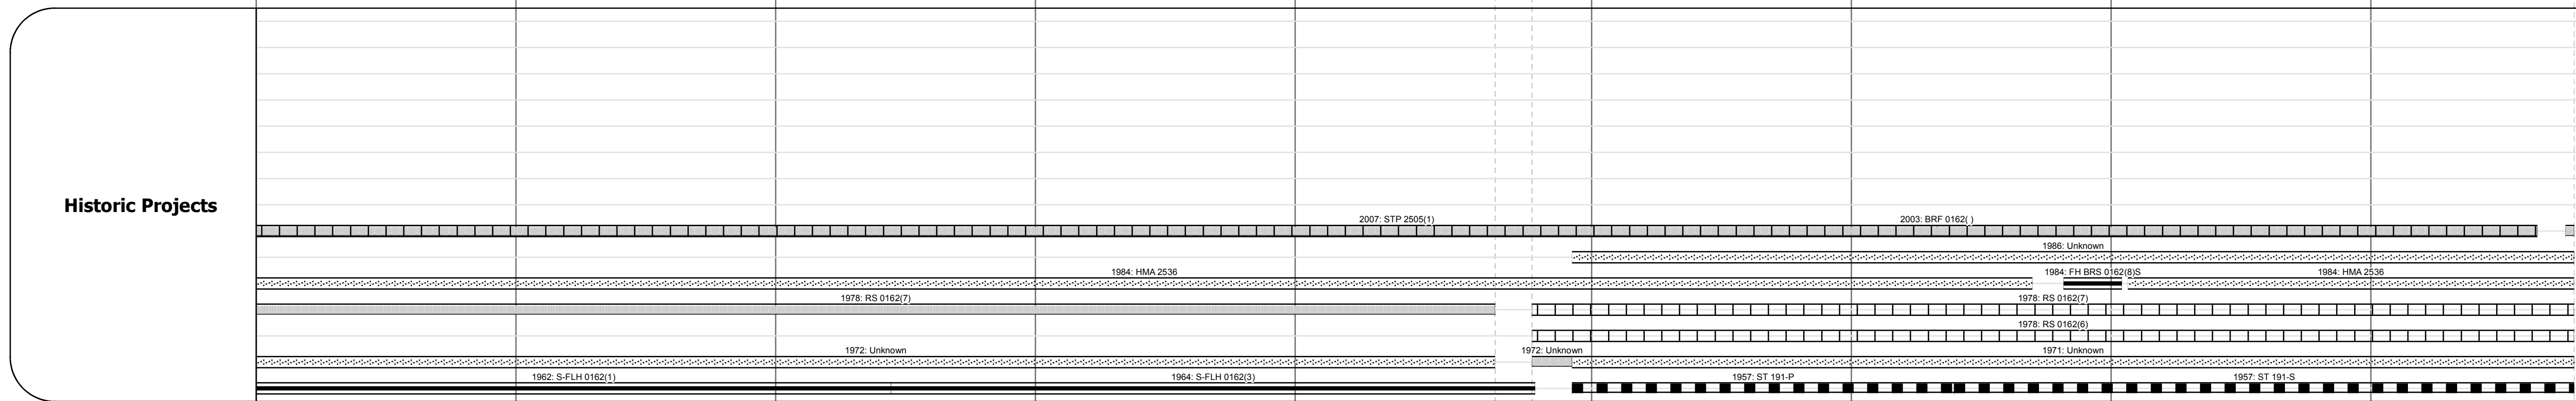 Historic Projects
2007: STP 2505(1) 2003: BRF 0162( )
1986: Unknown
1984: HMA 2536 1984: FH BRS 0162(8)S 1984: HMA 2536
1978: RS 0162(7) 1978: RS 0162(7)
1978: RS 0162(6)
1972: Unknown 1972: Unknown 1971: Unknown
1962: S-FLH 0162(1) 1964: S-FLH 0162(3) 1957: ST 191-P 1957: ST 191-S